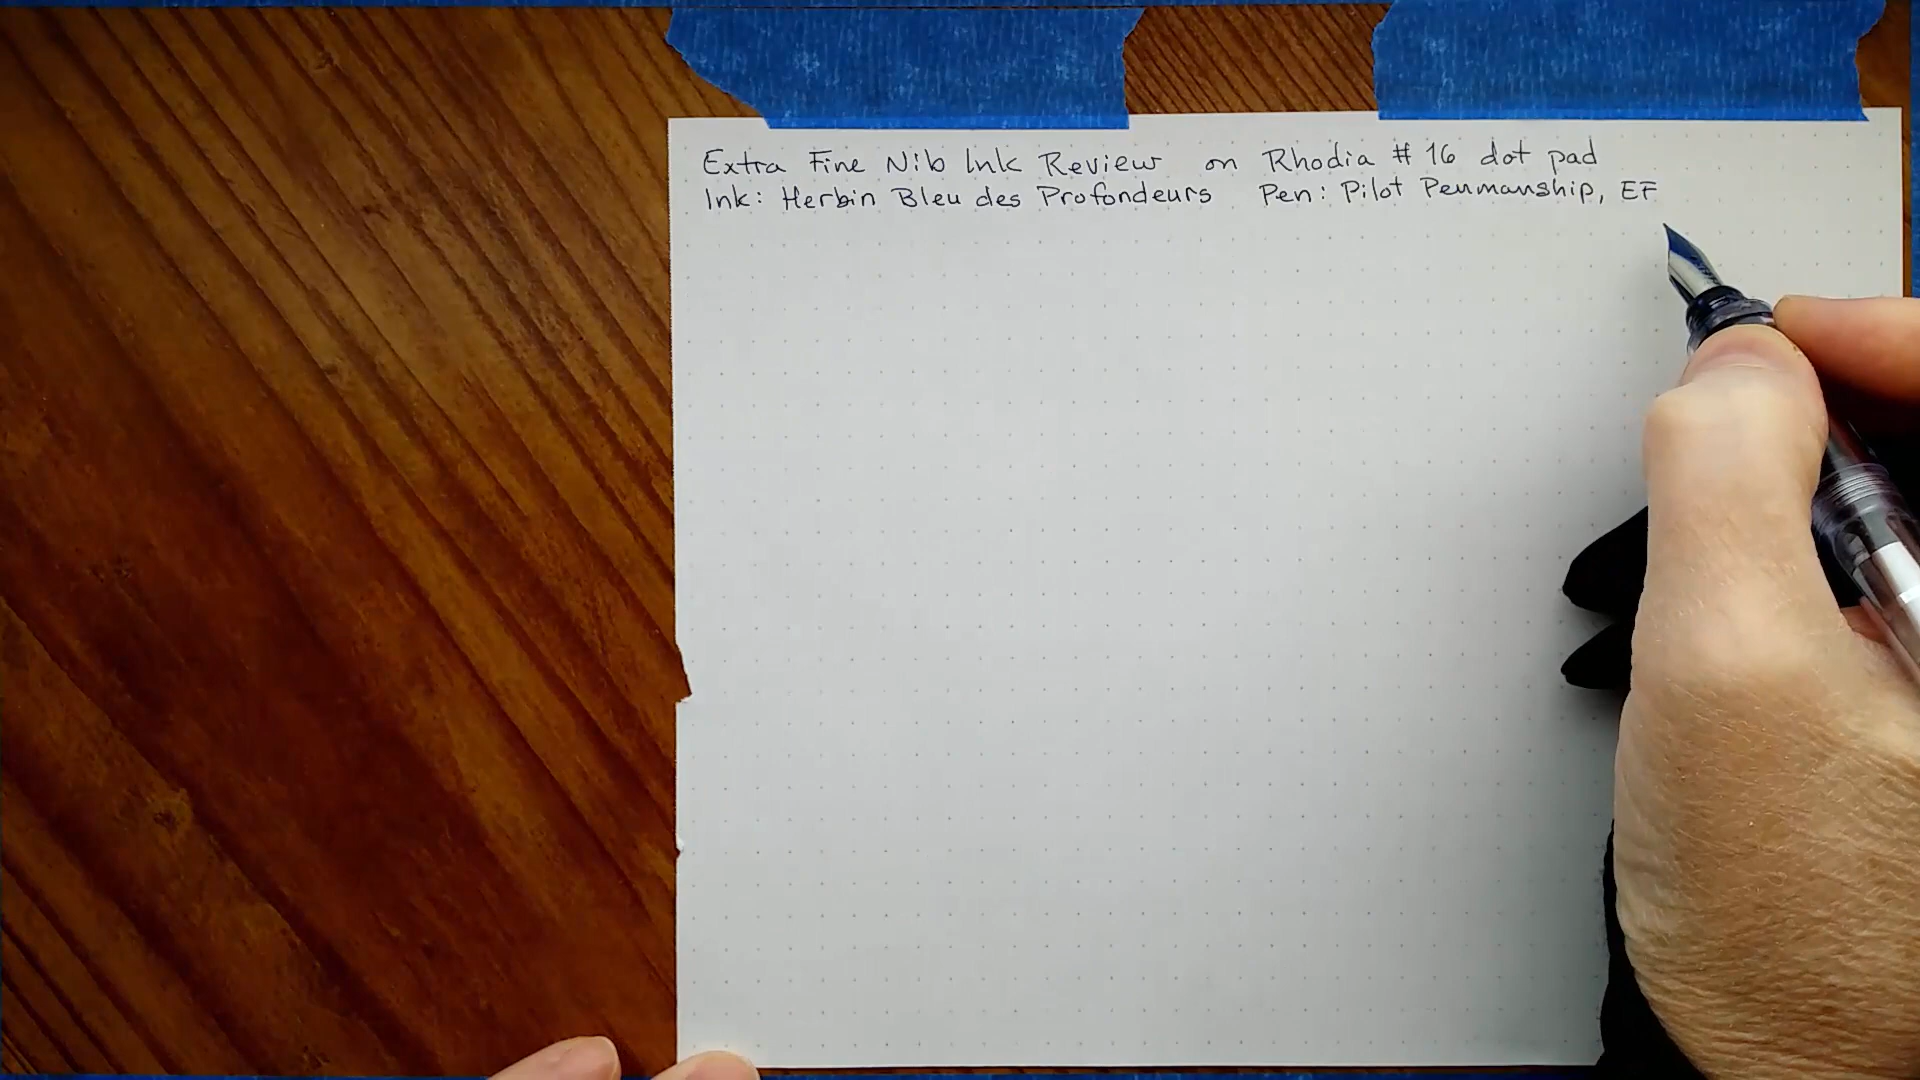 Extra Fine Nib Ink Review on Rhodia # 16 dot pad
Ink: Herbin Bleu des Profondeurs Pen: Pilot Penmanship, EF